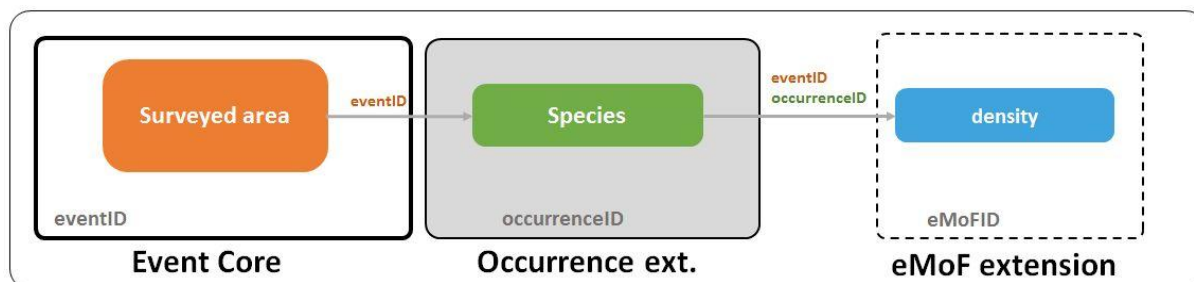 Surveyed area
eventID
Species
eventID
occurrenceID
density
eventID
occurrenceID
eMoFID
Event Core
Occurrence ext.
eMoF extension